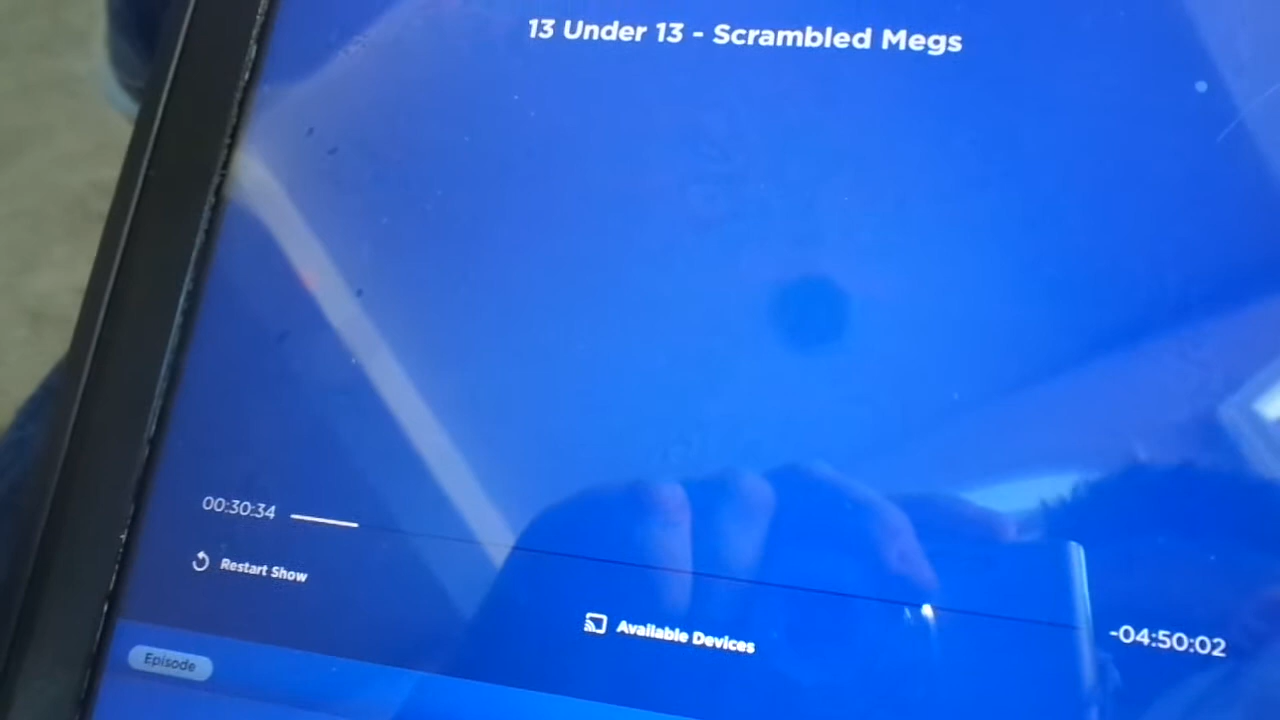 13 Under 13 - Scrambled Megs
00:30:34
-04:50:02
Restart Show
Available Devices
Episode